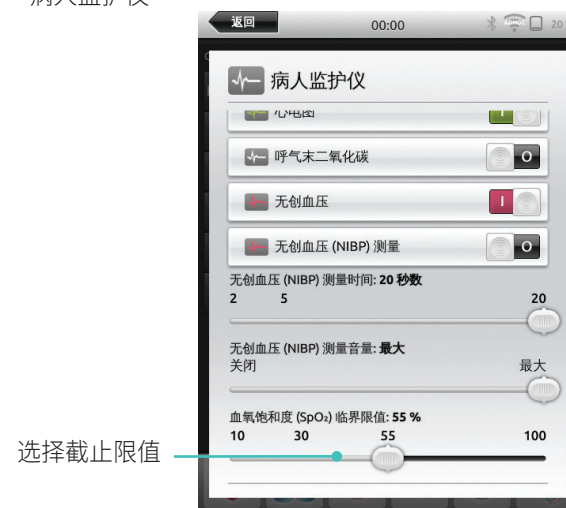 病人监护仪
返回
00:00
20
病人监护仪
心电图
I
呼气末二氧化碳
O
无创血压
I
无创血压 (NIBP) 测量
O
无创血压 (NIBP) 测量时间: 20 秒数
2 5 20
无创血压 (NIBP) 测量音量: 最大
关闭 最大
血氧饱和度 (SpO₂) 临界限值: 55 %
10 30 55 100
选择截止限值